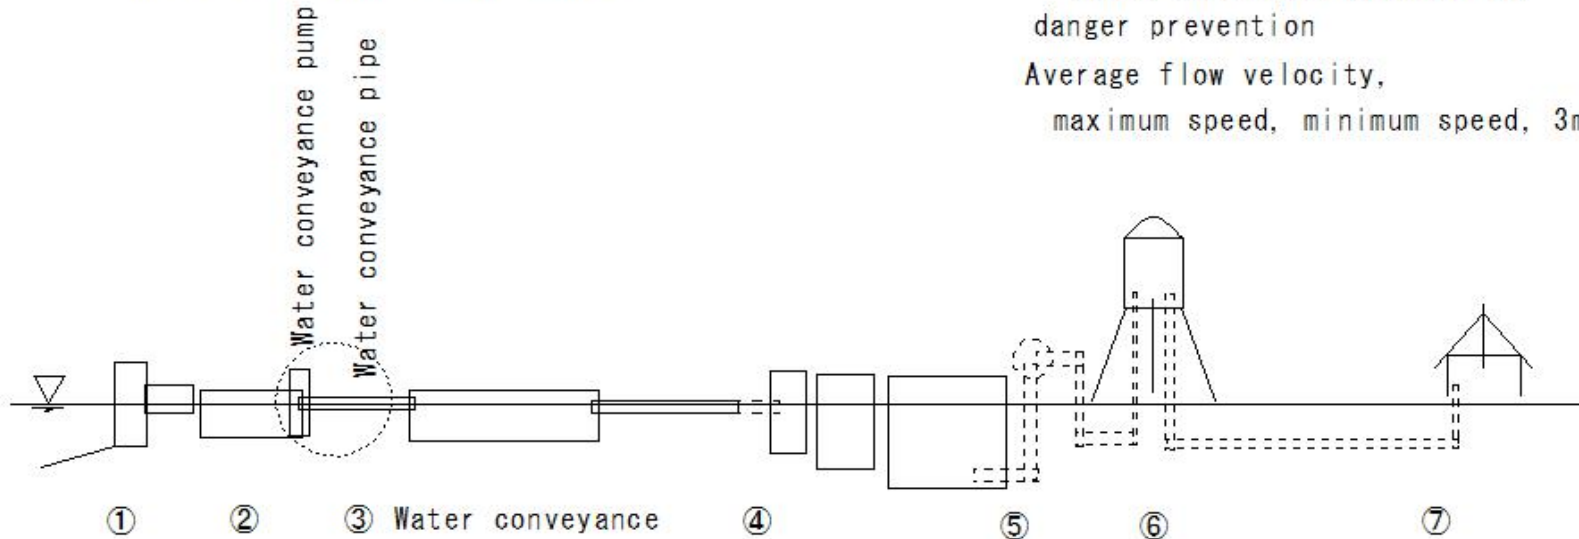 danger prevention
Average flow velocity,
maximum speed, minimum speed, 3m
Water conveyance pump
Water conveyance pipe
① ② ③ Water conveyance ④ ⑤ ⑥ ⑦